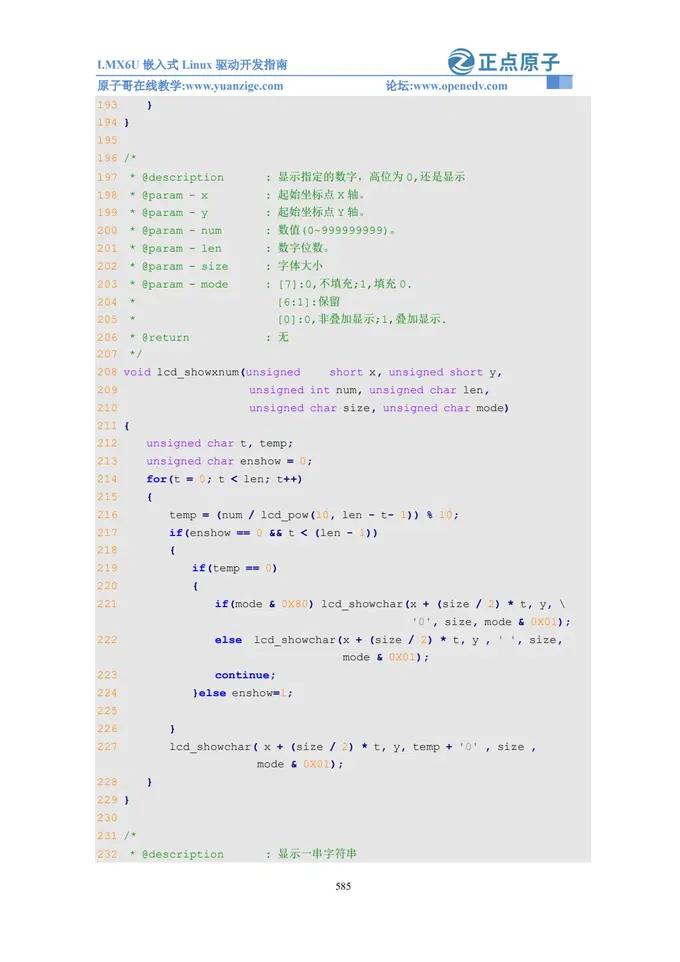 I.MX6U 嵌入式 Linux 驱动开发指南
正点原子
原子哥在线教学:www.yuanzige.com 论坛:www.openedv.com
193 }
194 }
195
196 /*
197 * @description : 显示指定的数字，高位为 0,还是显示
198 * @param - x : 起始坐标点 X 轴。
199 * @param - y : 起始坐标点 Y 轴。
200 * @param - num : 数值(0~999999999)。
201 * @param - len : 数字位数。
202 * @param - size : 字体大小
203 * @param - mode : [7]:0,不填充;1,填充 0.
204 * [6:1]:保留
205 * [0]:0,非叠加显示;1,叠加显示.
206 * @return : 无
207 */
208 void lcd_showxnum(unsigned short x, unsigned short y,
209 unsigned int num, unsigned char len,
210 unsigned char size, unsigned char mode)
211 {
212 unsigned char t, temp;
213 unsigned char enshow = 0;
214 for(t = 0; t < len; t++)
215 {
216 temp = (num / lcd_pow(10, len - t- 1)) % 10;
217 if(enshow == 0 && t < (len - 1))
218 {
219 if(temp == 0)
220 {
221 if(mode & 0X80) lcd_showchar(x + (size / 2) * t, y, \
'0', size, mode & 0X01);
222 else lcd_showchar(x + (size / 2) * t, y , ' ', size,
mode & 0X01);
223 continue;
224 }else enshow=1;
225
226 }
227 lcd_showchar( x + (size / 2) * t, y, temp + '0' , size ,
mode & 0X01);
228 }
229 }
230
231 /*
232 * @description : 显示一串字符串
585